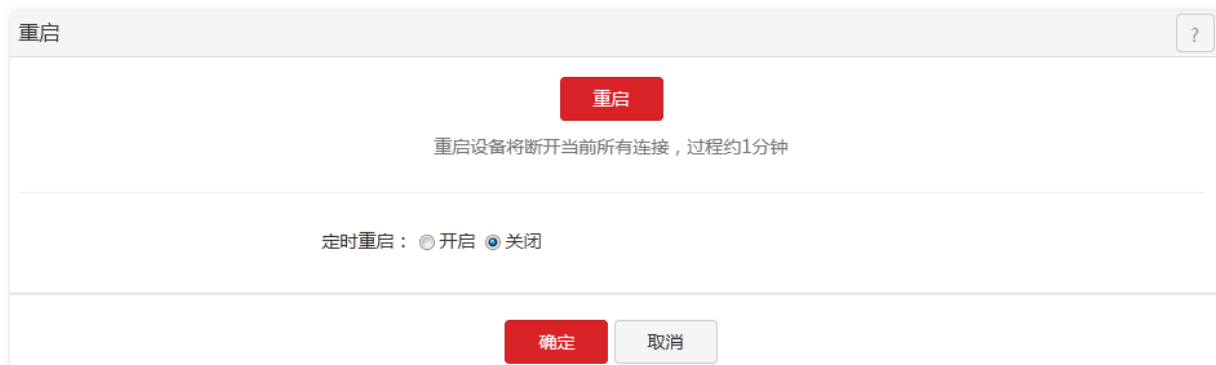 重启
?
重启
重启设备将断开当前所有连接，过程约1分钟
定时重启： 开启 关闭
确定 取消